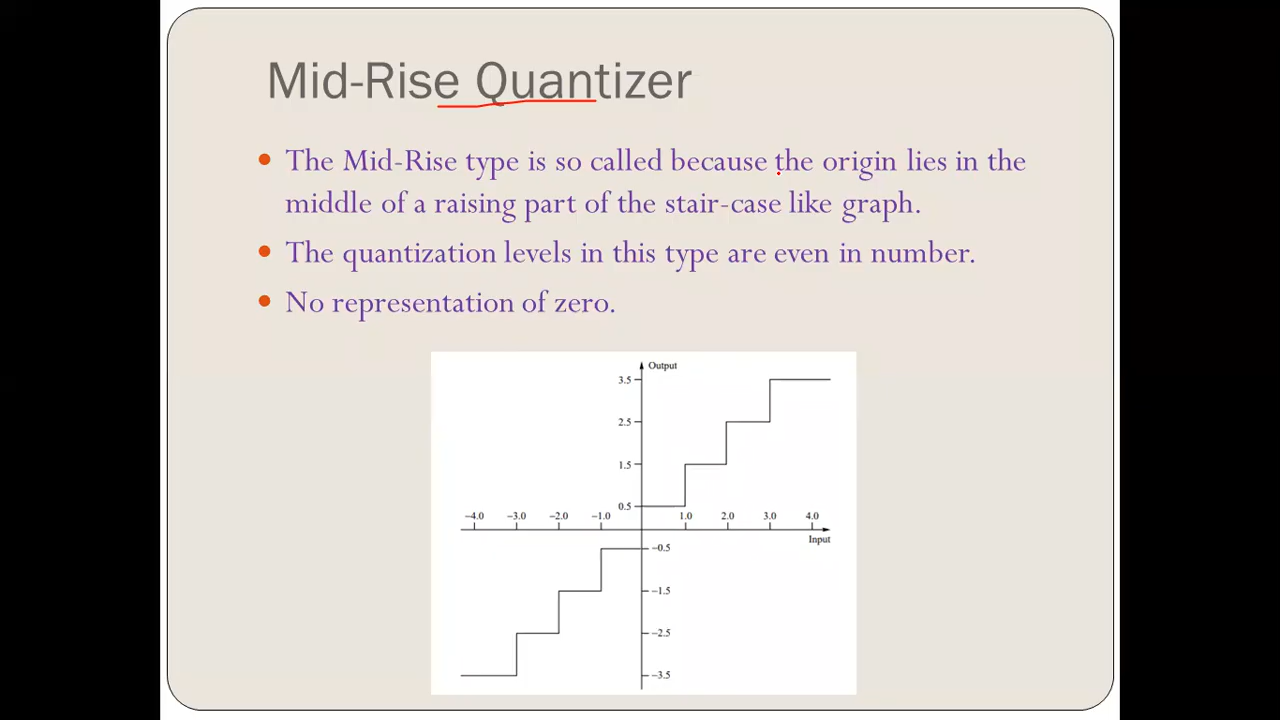 Mid-Rise Quantizer
The Mid-Rise type is so called because the origin lies in the
middle of a raising part of the stair-case like graph.
The quantization levels in this type are even in number.
No representation of zero.
Output
3.5
2.5
1.5
0.5
−4.0 −3.0 −2.0 −1.0 1.0 2.0 3.0 4.0
Input
−0.5
−1.5
−2.5
−3.5